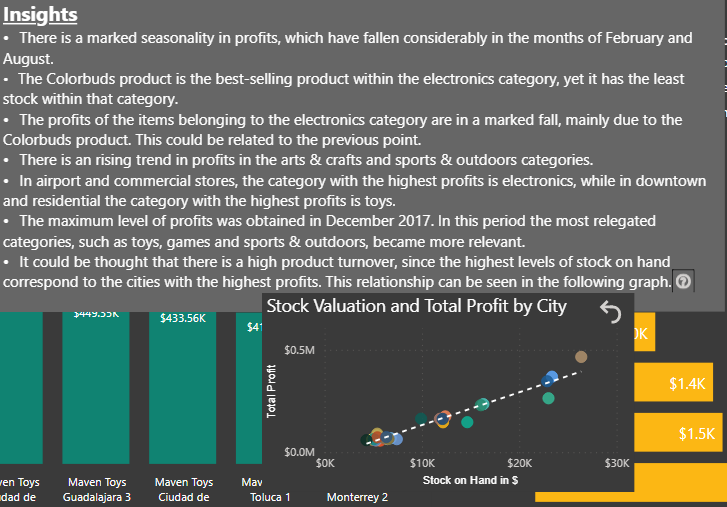 Insights
• There is a marked seasonality in profits, which have fallen considerably in the months of February and
August.
• The Colorbuds product is the best-selling product within the electronics category, yet it has the least
stock within that category.
• The profits of the items belonging to the electronics category are in a marked fall, mainly due to the
Colorbuds product. This could be related to the previous point.
• There is an rising trend in profits in the arts & crafts and sports & outdoors categories.
• In airport and commercial stores, the category with the highest profits is electronics, while in downtown
and residential the category with the highest profits is toys.
• The maximum level of profits was obtained in December 2017. In this period the most relegated
categories, such as toys, games and sports & outdoors, became more relevant.
• It could be thought that there is a high product turnover, since the highest levels of stock on hand
correspond to the cities with the highest profits. This relationship can be seen in the following graph.
Stock Valuation and Total Profit by City
$449.55K
$433.56K
$41
0K
$0.5M
$1.4K
Total Profit
$1.5K
$0.0M
$0K $10K $20K $30K
Stock on Hand in $
ven Toys Maven Toys Maven Toys Mav
udad de Guadalajara 3 Ciudad de Toluca 1 Monterrey 2